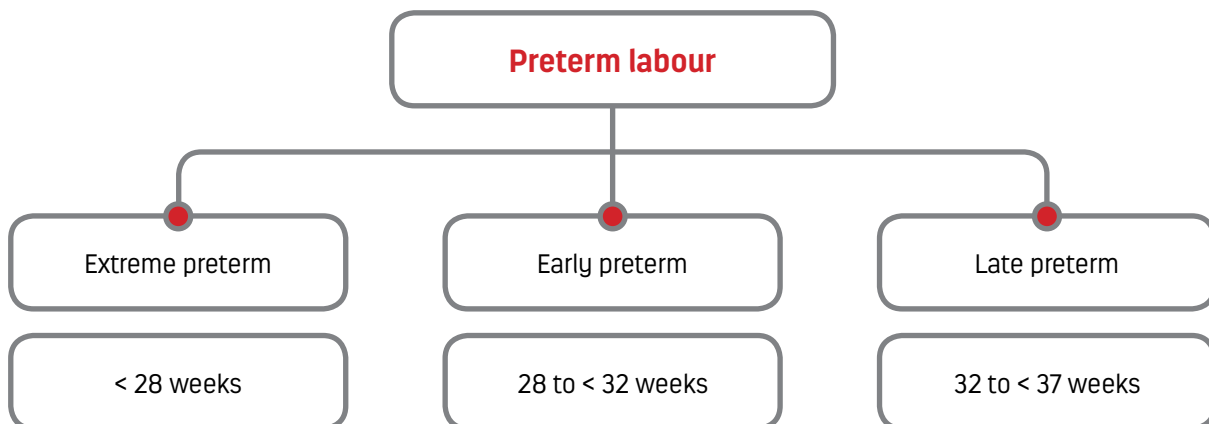 Preterm labour
Extreme preterm
Early preterm
Late preterm
< 28 weeks
28 to < 32 weeks
32 to < 37 weeks